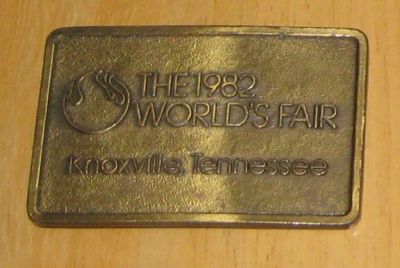 THE 1982
WORLD'S FAIR
Knoxville, Tennessee